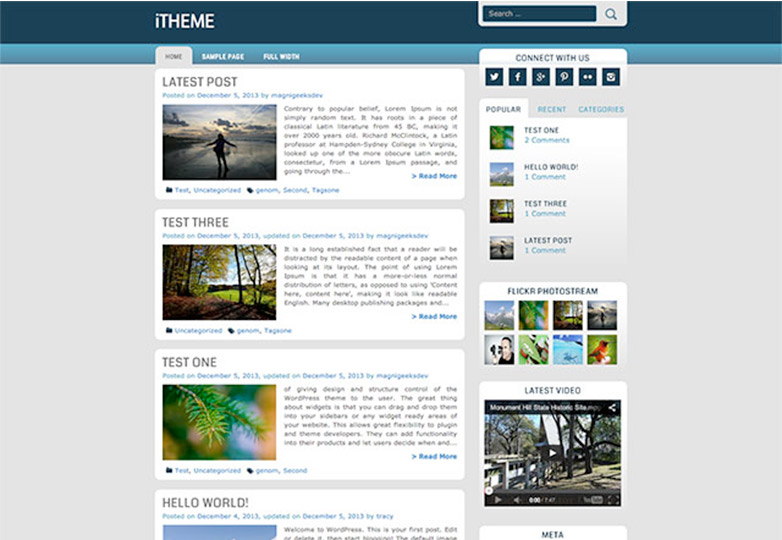 iTHEME
Search ...
HOME
SAMPLE PAGE
FULL WIDTH
LATEST POST
Posted on December 5, 2013 by magnigeeksdev
Contrary to popular belief, Lorem Ipsum is not
simply random text. It has roots in a piece of
classical Latin literature from 45 BC, making it
over 2000 years old. Richard McClintock, a Latin
professor at Hampden-Sydney College in Virginia,
looked up one of the more obscure Latin words,
consectetur, from a Lorem Ipsum passage, and
going through the...
> Read More
Test, Uncategorized genom, Second, Tagsone
TEST THREE
Posted on December 5, 2013, updated on December 5, 2013 by magnigeeksdev
It is a long established fact that a reader will be
distracted by the readable content of a page when
looking at its layout. The point of using Lorem
Ipsum is that it has a more-or-less normal
distribution of letters, as opposed to using 'Content
here, content here', making it look like readable
English. Many desktop publishing packages and...
> Read More
Uncategorized genom, Tagsone
TEST ONE
Posted on December 5, 2013, updated on December 5, 2013 by magnigeeksdev
of giving design and structure control of the
WordPress theme to the user. The great thing
about widgets is that you can drag and drop them
into your sidebars or any widget ready areas of
your website. This allows great flexibility to plugin
and theme developers. They can add functionality
into their products and let users decide when and...
> Read More
Test, Uncategorized genom, Second
HELLO WORLD!
Posted on December 4, 2013, updated on December 5, 2013 by tracy
Welcome to WordPress. This is your first post. Edit
or delete it, then start blogging! The default image
CONNECT WITH US
POPULAR
RECENT
CATEGORIES
TEST ONE
2 Comments
HELLO WORLD!
1 Comment
TEST THREE
1 Comment
LATEST POST
1 Comment
FLICKR PHOTOSTREAM
LATEST VIDEO
Monument Hill State Historic Site.mpg
0:00 / 7:47
YouTube
META